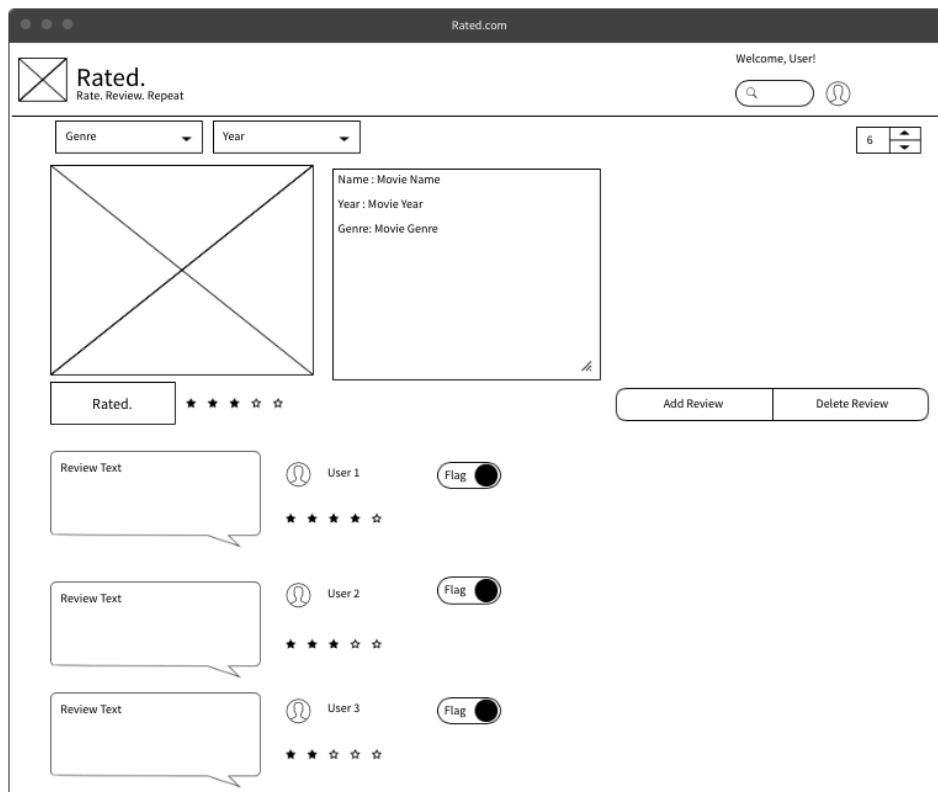 Rated.com
Welcome, User!
Rated.
Rate. Review. Repeat
Genre
Year
6
Name : Movie Name
Year : Movie Year
Genre: Movie Genre
Rated.
Add Review
Delete Review
Review Text
User 1
Flag
Review Text
User 2
Flag
Review Text
User 3
Flag